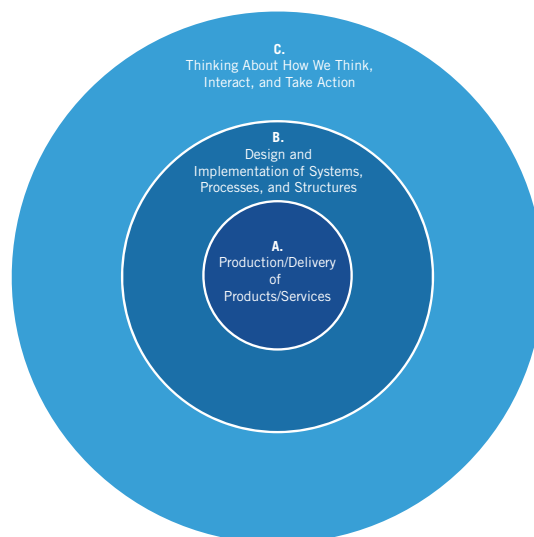 C.
Thinking About How We Think,
Interact, and Take Action
B.
Design and
Implementation of Systems,
Processes, and Structures
A.
Production/Delivery
of
Products/Services